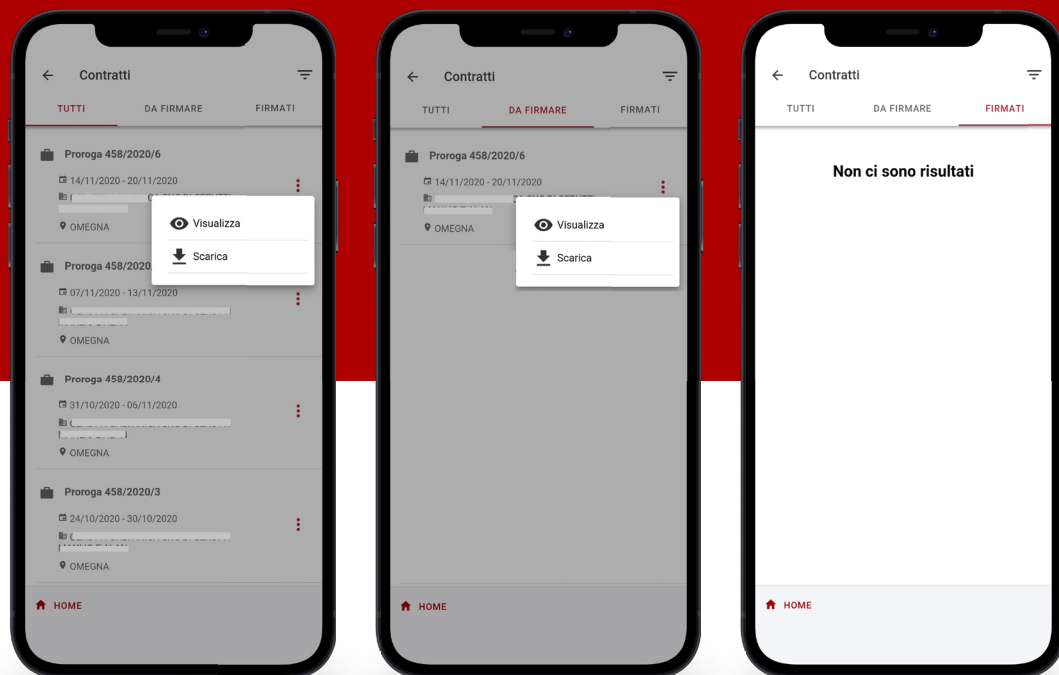 Contratti
TUTTI DA FIRMARE FIRMATI
Proroga 458/2020/6
14/11/2020 - 20/11/2020
OMEGNA
Visualizza
Scarica
Proroga 458/2020
07/11/2020 - 13/11/2020
OMEGNA
Proroga 458/2020/4
31/10/2020 - 06/11/2020
OMEGNA
Proroga 458/2020/3
24/10/2020 - 30/10/2020
OMEGNA
HOME
Contratti
TUTTI DA FIRMARE FIRMATI
Proroga 458/2020/6
14/11/2020 - 20/11/2020
OMEGNA
Visualizza
Scarica
HOME
Contratti
TUTTI DA FIRMARE FIRMATI
Non ci sono risultati
HOME